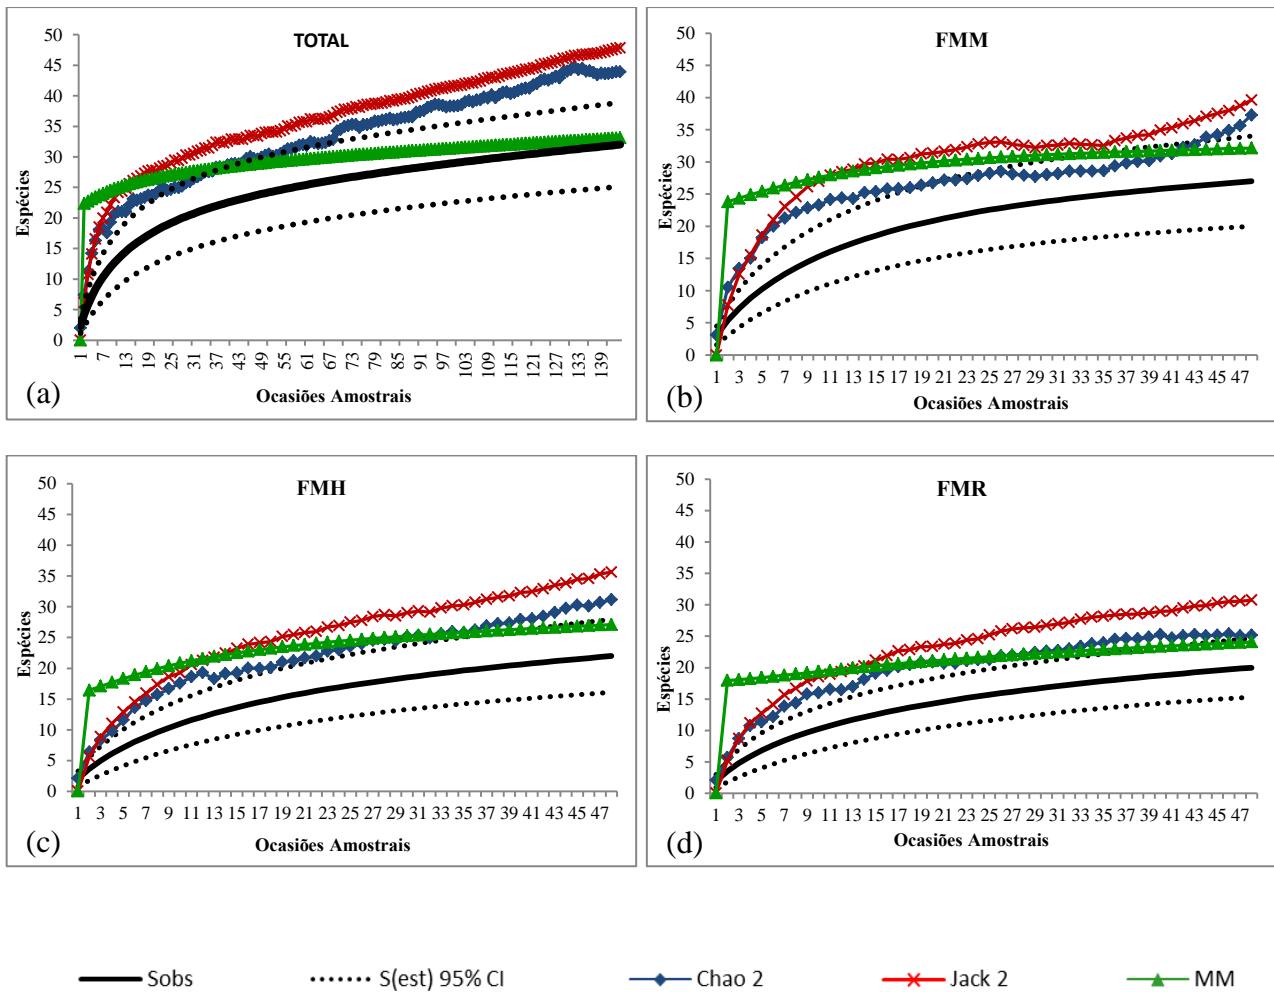 TOTAL
Espécies
50
45
40
35
30
25
20
15
10
5
0
1 7 13 19 25 31 37 43 49 55 61 67 73 79 85 91 97 103 109 115 121 127 133 139
Ocasiões Amostrais
(a)
FMM
Espécies
50
45
40
35
30
25
20
15
10
5
0
1 3 5 7 9 11 13 15 17 19 21 23 25 27 29 31 33 35 37 39 41 43 45 47
Ocasiões Amostrais
(b)
FMH
Espécies
50
45
40
35
30
25
20
15
10
5
0
1 3 5 7 9 11 13 15 17 19 21 23 25 27 29 31 33 35 37 39 41 43 45 47
Ocasiões Amostrais
(c)
FMR
Espécies
50
45
40
35
30
25
20
15
10
5
0
1 3 5 7 9 11 13 15 17 19 21 23 25 27 29 31 33 35 37 39 41 43 45 47
Ocasiões Amostrais
(d)
Sobs S(est) 95% CI Chao 2 Jack 2 MM